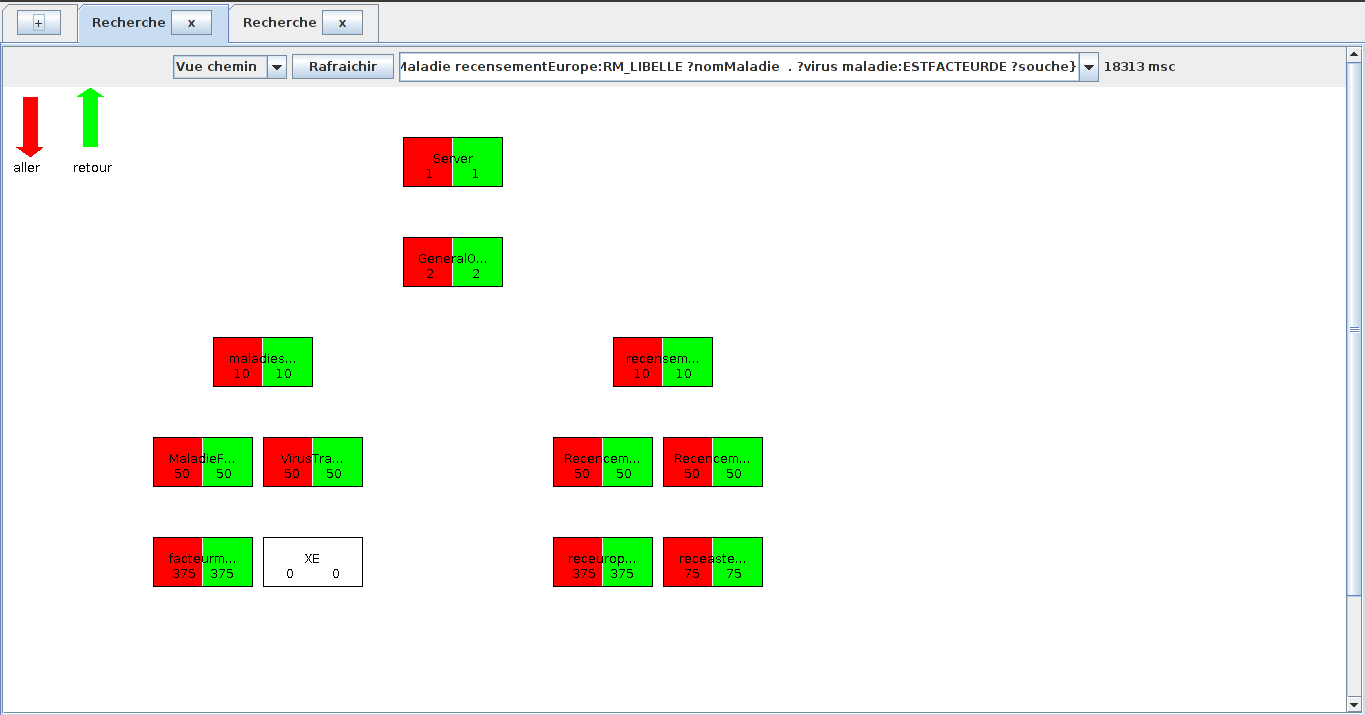 + Recherche x Recherche x
Vue chemin Rafraichir Maladie recensementEurope:RM_LIBELLE ?nomMaladie . ?virus maladie:ESTFACTEURDE ?souche} 18313 msc
aller retour
Server
1 1
GeneralO...
2 2
maladies... recensem...
10 10 10 10
MaladieF... VirusTra... Recencem... Recencem...
50 50 50 50 50 50 50 50
facteurm... XE receurop... receaste...
375 375 0 0 375 375 75 75